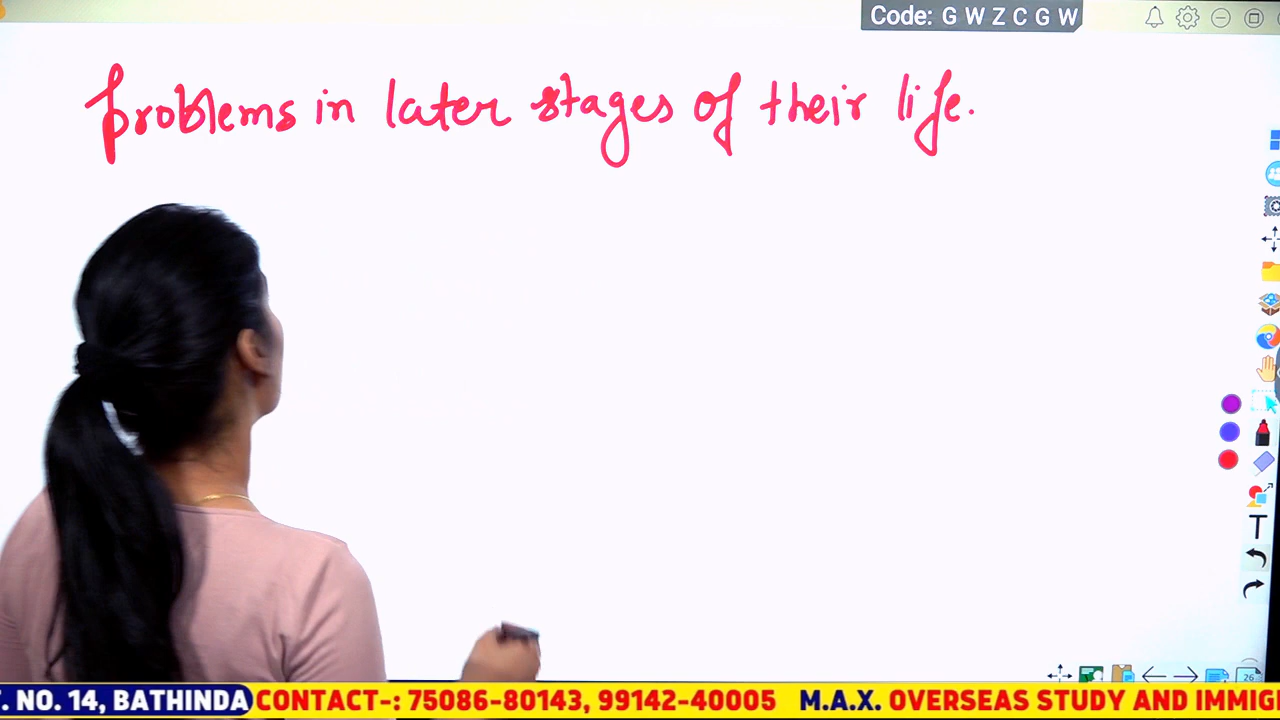 Code: G W Z C G W
problems in later stages of their life.
T
26
T. NO. 14, BATHINDA CONTACT-: 75086-80143, 99142-40005 M.A.X. OVERSEAS STUDY AND IMMIG